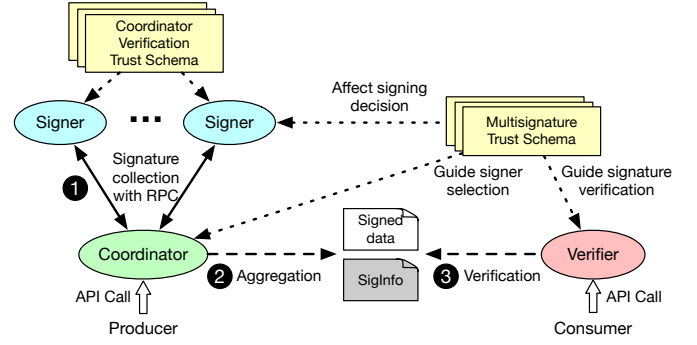 Coordinator
Verification
Trust Schema
Affect signing
decision
Signer
...
Signer
Multisignature
Trust Schema
Signature
collection
with RPC
1
Guide signer
selection
Guide signature
verification
Signed
data
Coordinator
2 Aggregation
SigInfo
3 Verification
Verifier
API Call
API Call
Producer
Consumer